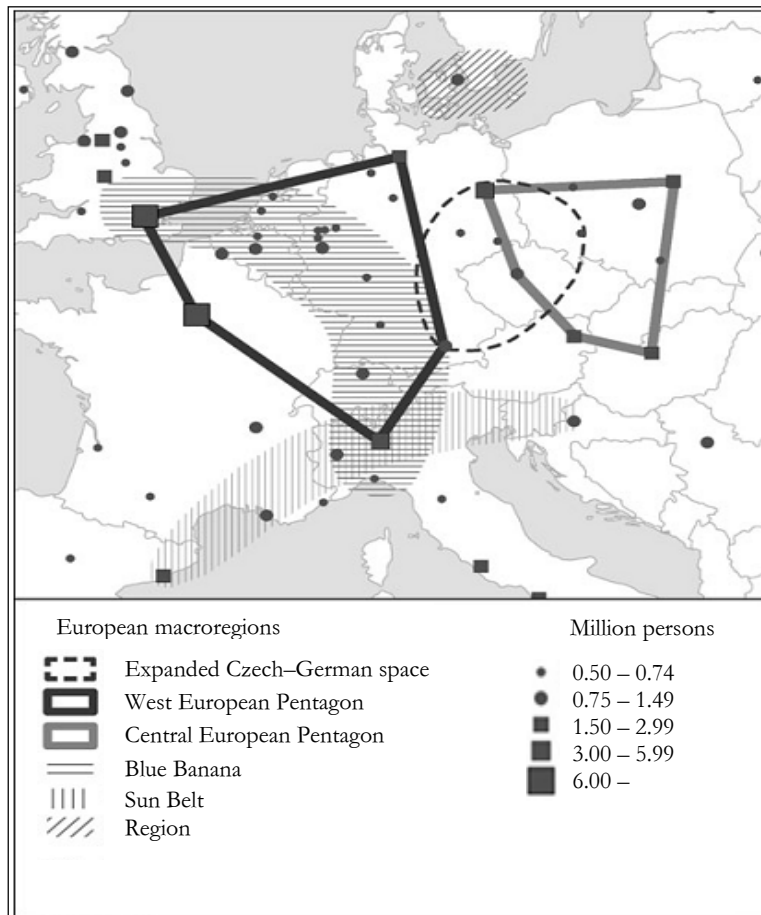 European macroregions
Expanded Czech–German space
West European Pentagon
Central European Pentagon
Blue Banana
Sun Belt
Region
Million persons
0.50 – 0.74
0.75 – 1.49
1.50 – 2.99
3.00 – 5.99
6.00 –